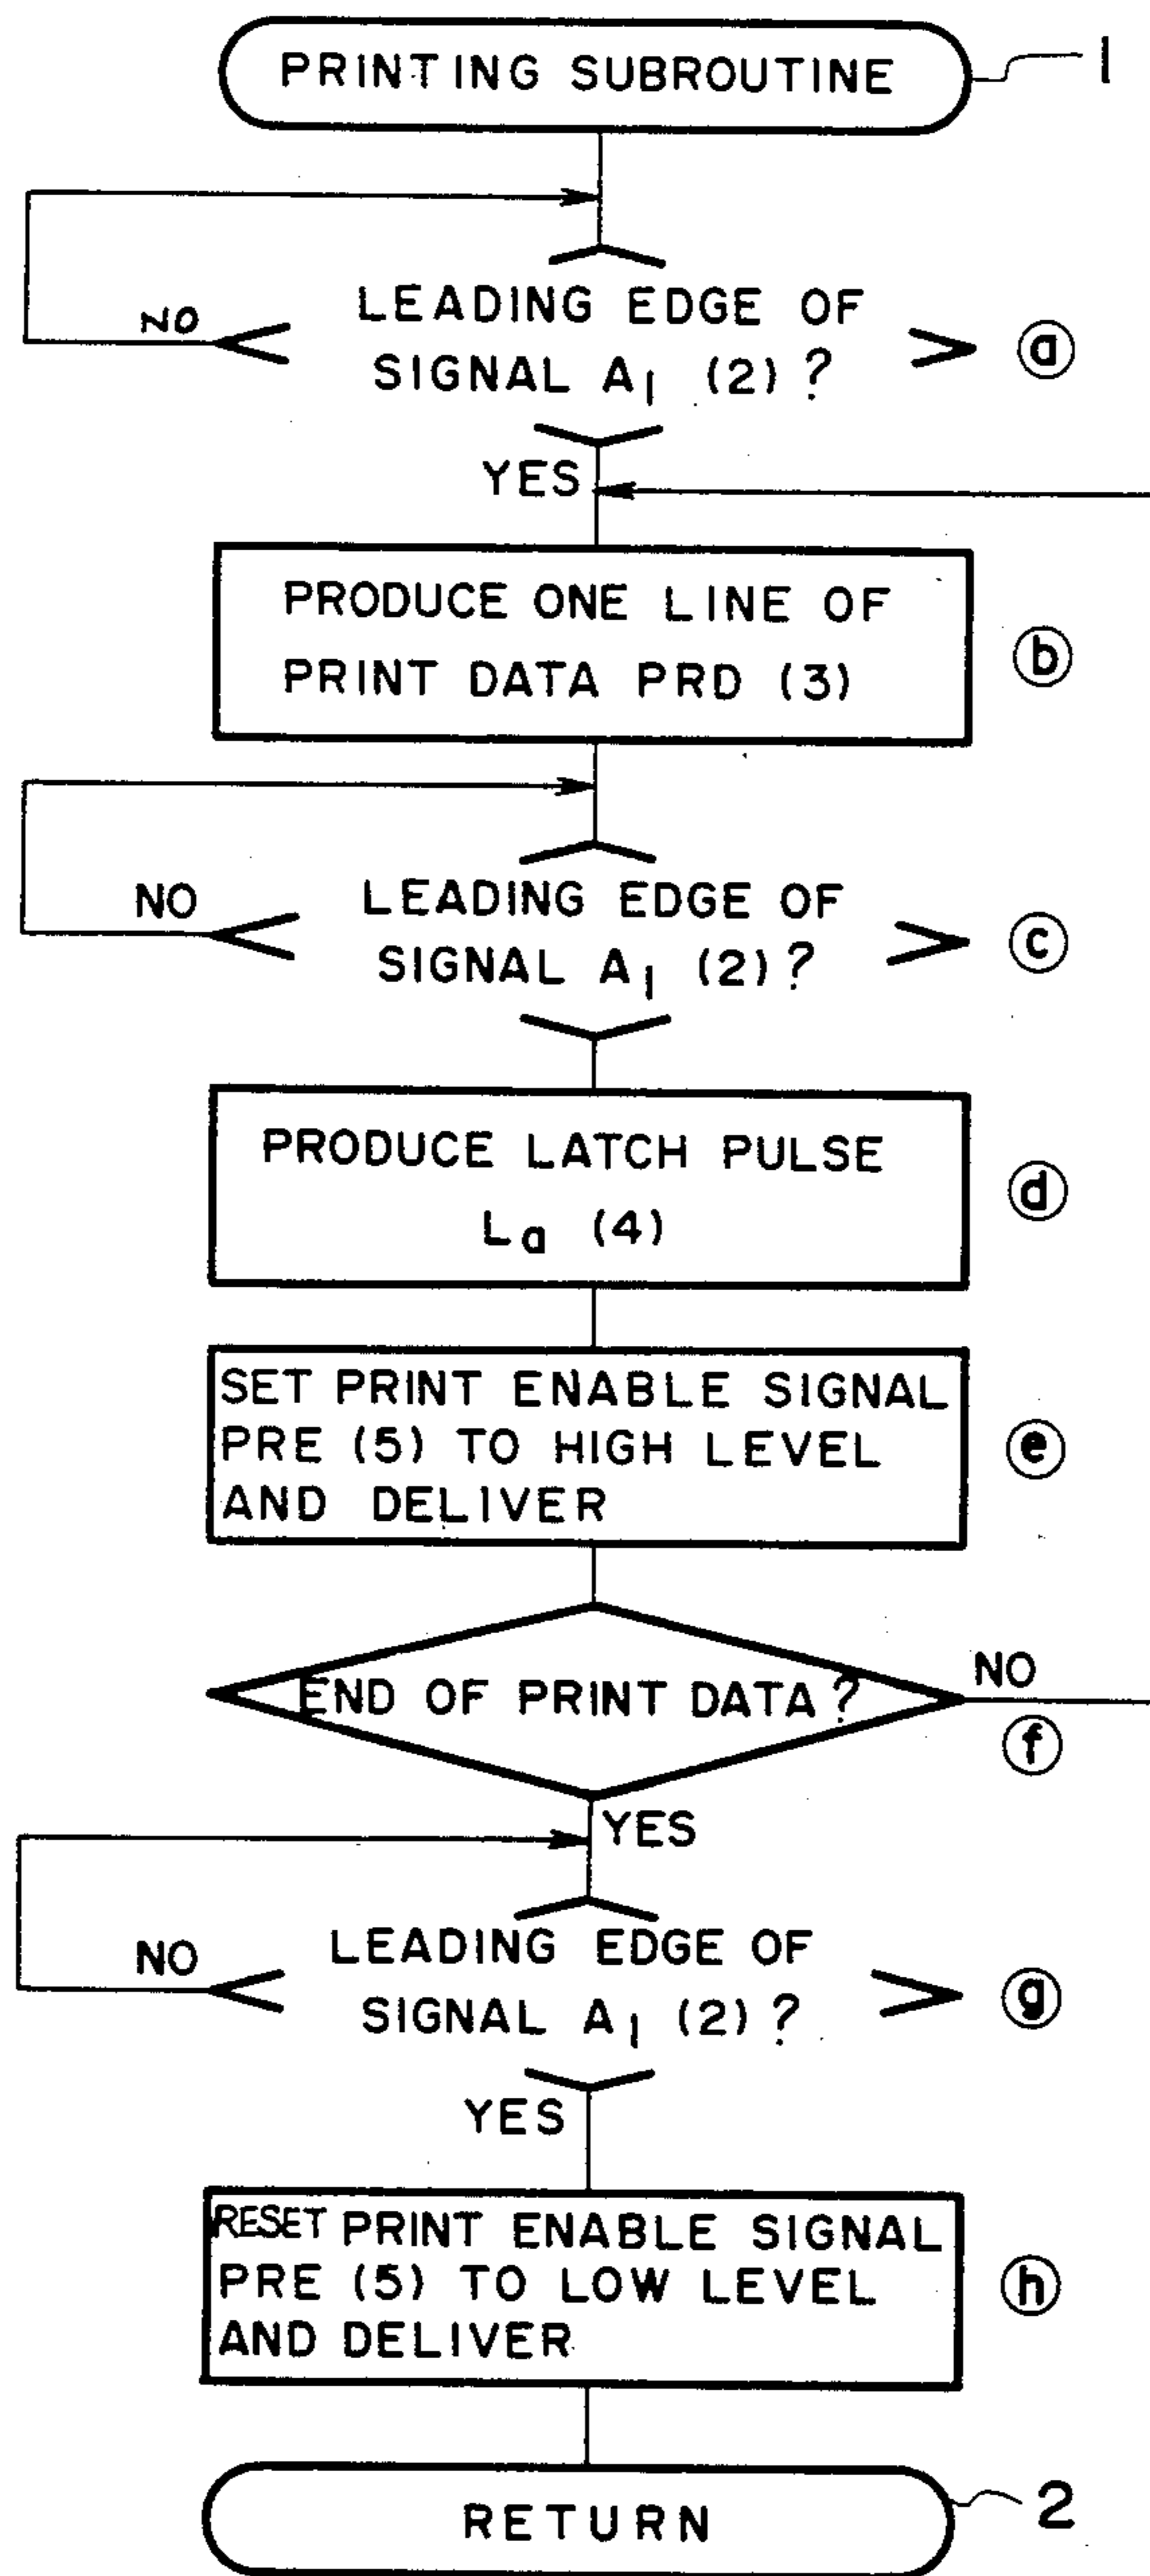 PRINTING SUBROUTINE
1
NO
LEADING EDGE OF
SIGNAL A1 (2)?
a
YES
PRODUCE ONE LINE OF
PRINT DATA PRD (3)
b
NO
LEADING EDGE OF
SIGNAL A1 (2)?
c
PRODUCE LATCH PULSE
La (4)
d
SET PRINT ENABLE SIGNAL
PRE (5) TO HIGH LEVEL
AND DELIVER
e
END OF PRINT DATA?
NO
f
YES
NO
LEADING EDGE OF
SIGNAL A1 (2)?
g
YES
RESET PRINT ENABLE SIGNAL
PRE (5) TO LOW LEVEL
AND DELIVER
h
RETURN
2